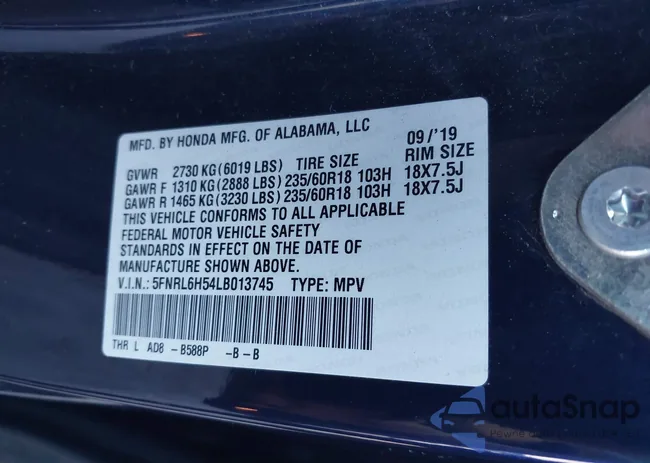 MFD. BY HONDA MFG. OF ALABAMA, LLC 09/'19
GVWR 2730 KG (6019 LBS) TIRE SIZE RIM SIZE
GAWR F 1310 KG (2888 LBS) 235/60R18 103H 18X7.5J
GAWR R 1465 KG (3230 LBS) 235/60R18 103H 18X7.5J
THIS VEHICLE CONFORMS TO ALL APPLICABLE
FEDERAL MOTOR VEHICLE SAFETY
STANDARDS IN EFFECT ON THE DATE OF
MANUFACTURE SHOWN ABOVE.
V.I.N.: 5FNRL6H54LB013745 TYPE: MPV
THR L AD8 - B588P -B-B
autoSnap